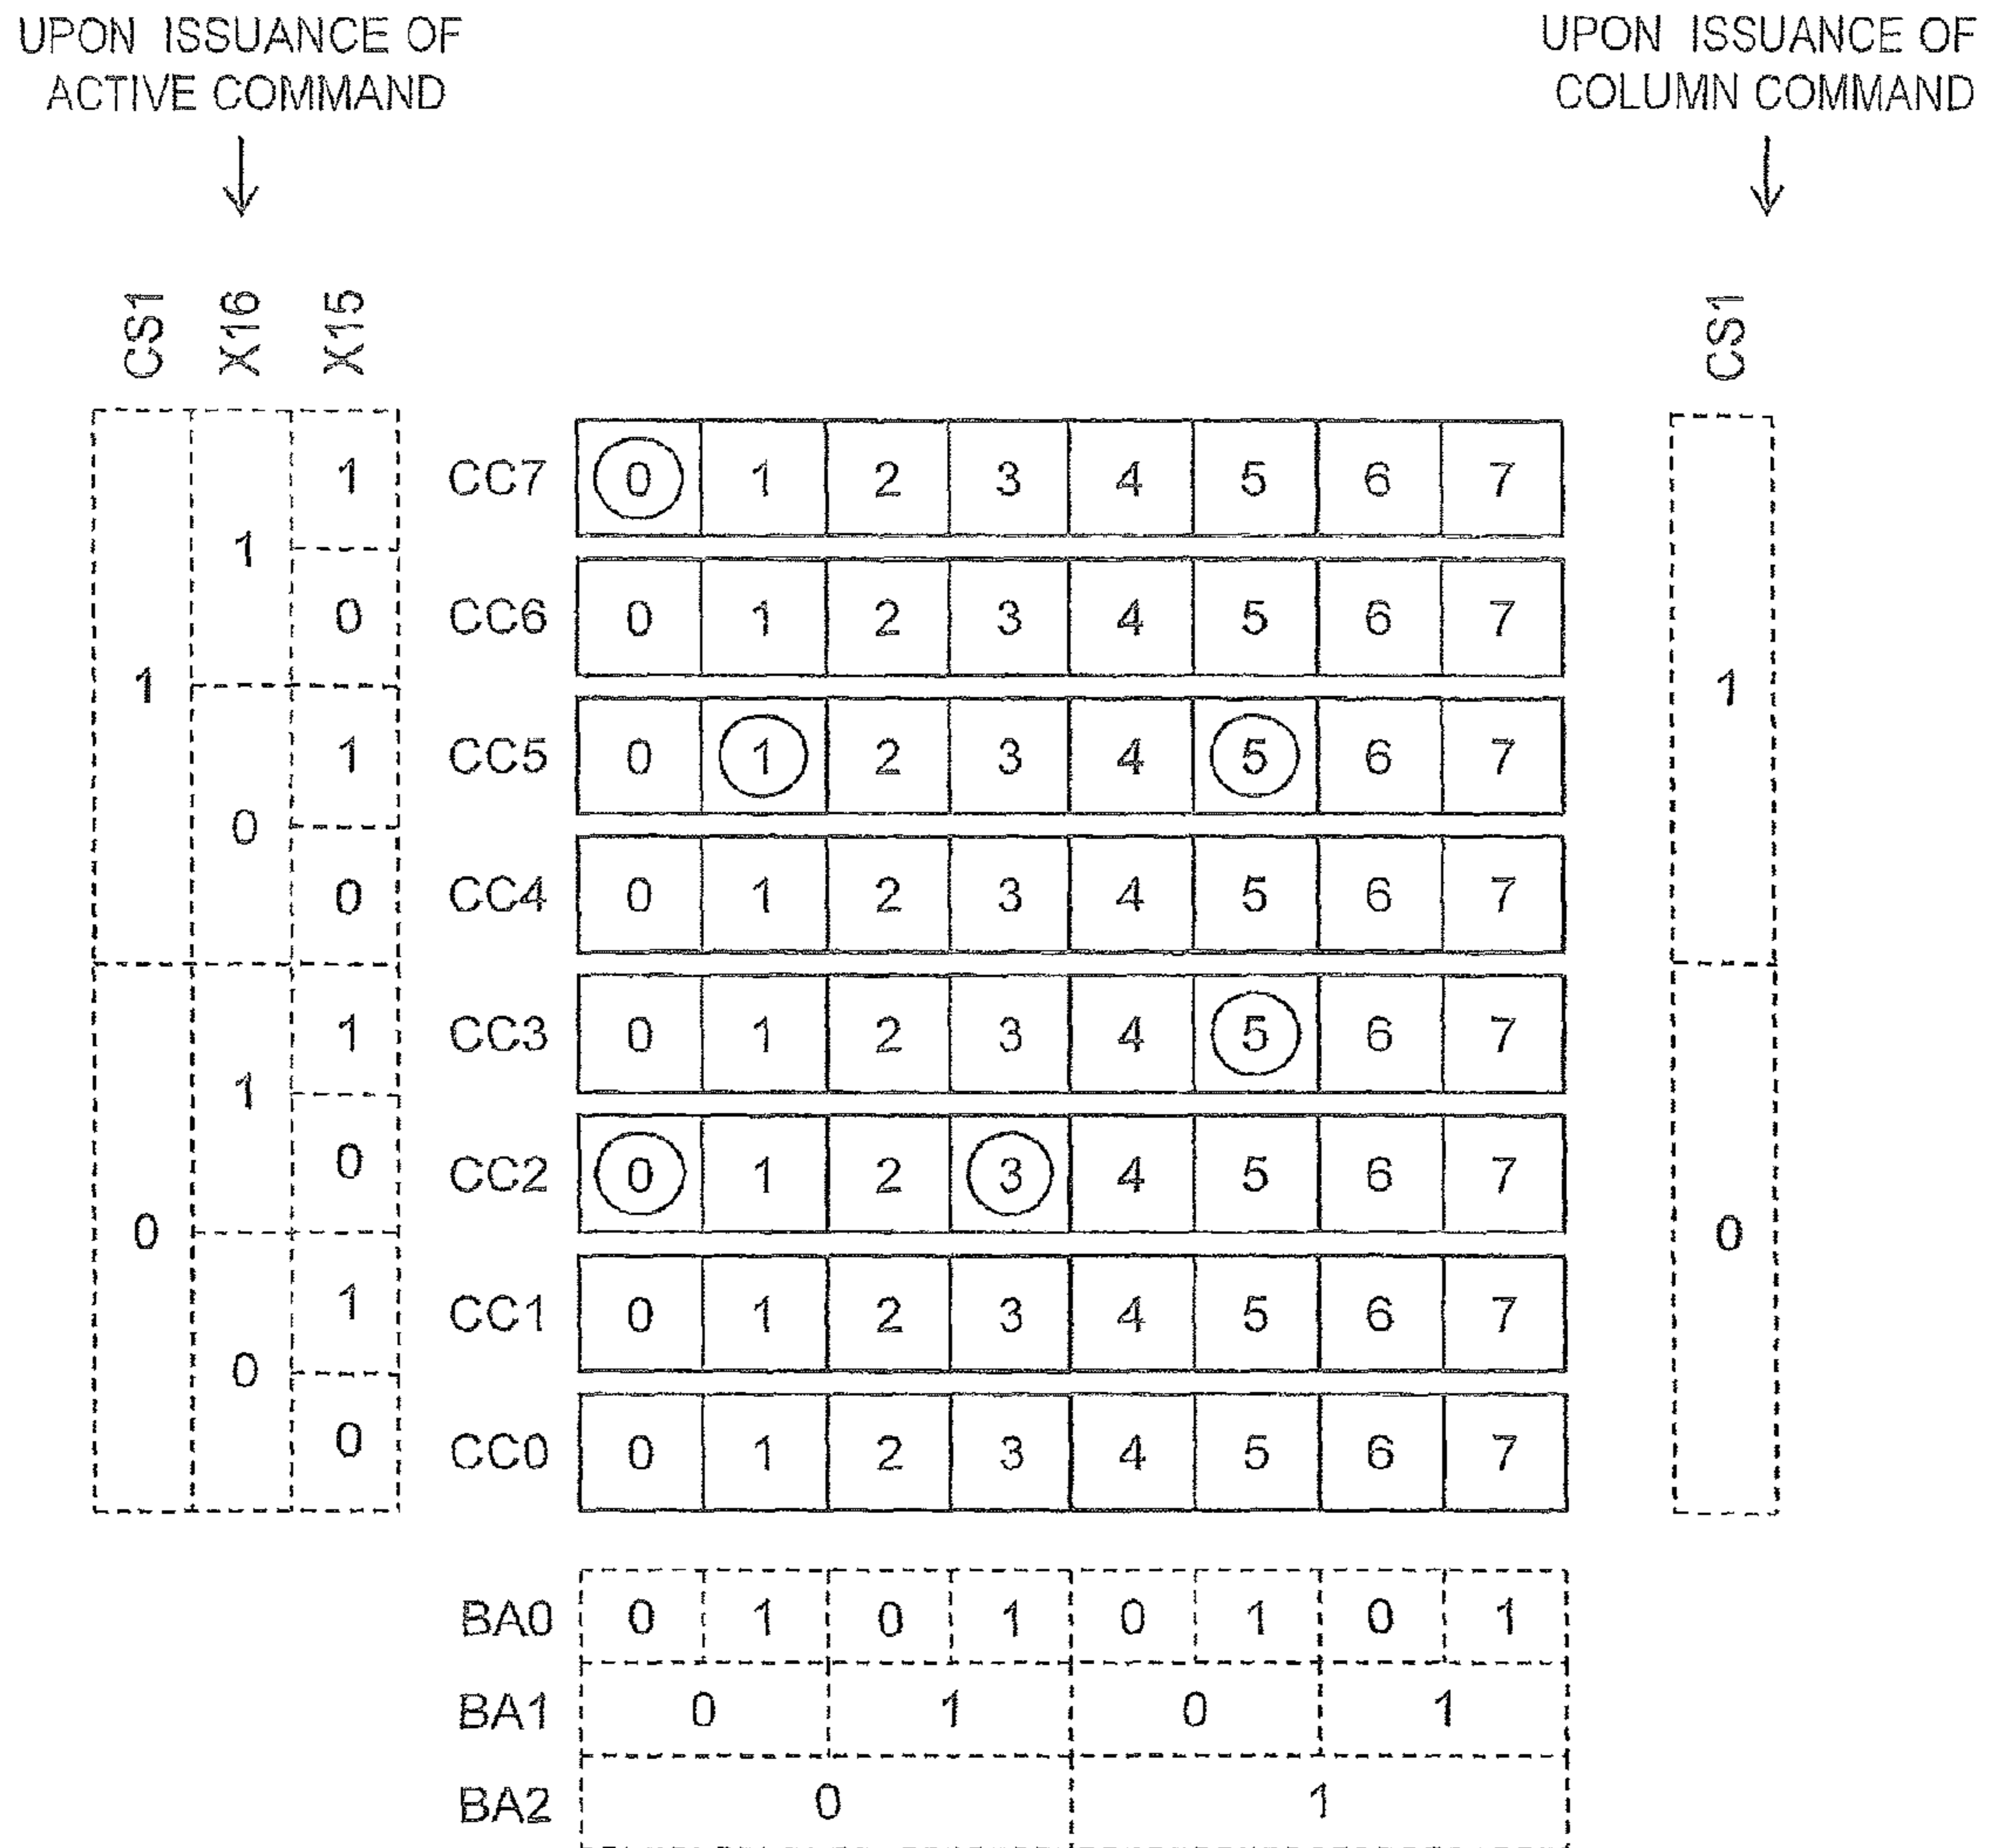 UPON ISSUANCE OF
ACTIVE COMMAND
UPON ISSUANCE OF
COLUMN COMMAND
CS1 X16 X15
CS1
1 1 1 CC7 0 1 2 3 4 5 6 7 1
0 CC6 0 1 2 3 4 5 6 7
0 1 CC5 0 1 2 3 4 5 6 7
0 CC4 0 1 2 3 4 5 6 7
0 1 1 CC3 0 1 2 3 4 5 6 7 0
0 CC2 0 1 2 3 4 5 6 7
0 1 CC1 0 1 2 3 4 5 6 7
0 CC0 0 1 2 3 4 5 6 7
BA0 0 1 0 1 0 1 0 1
BA1 0 1 0 1
BA2 0 1